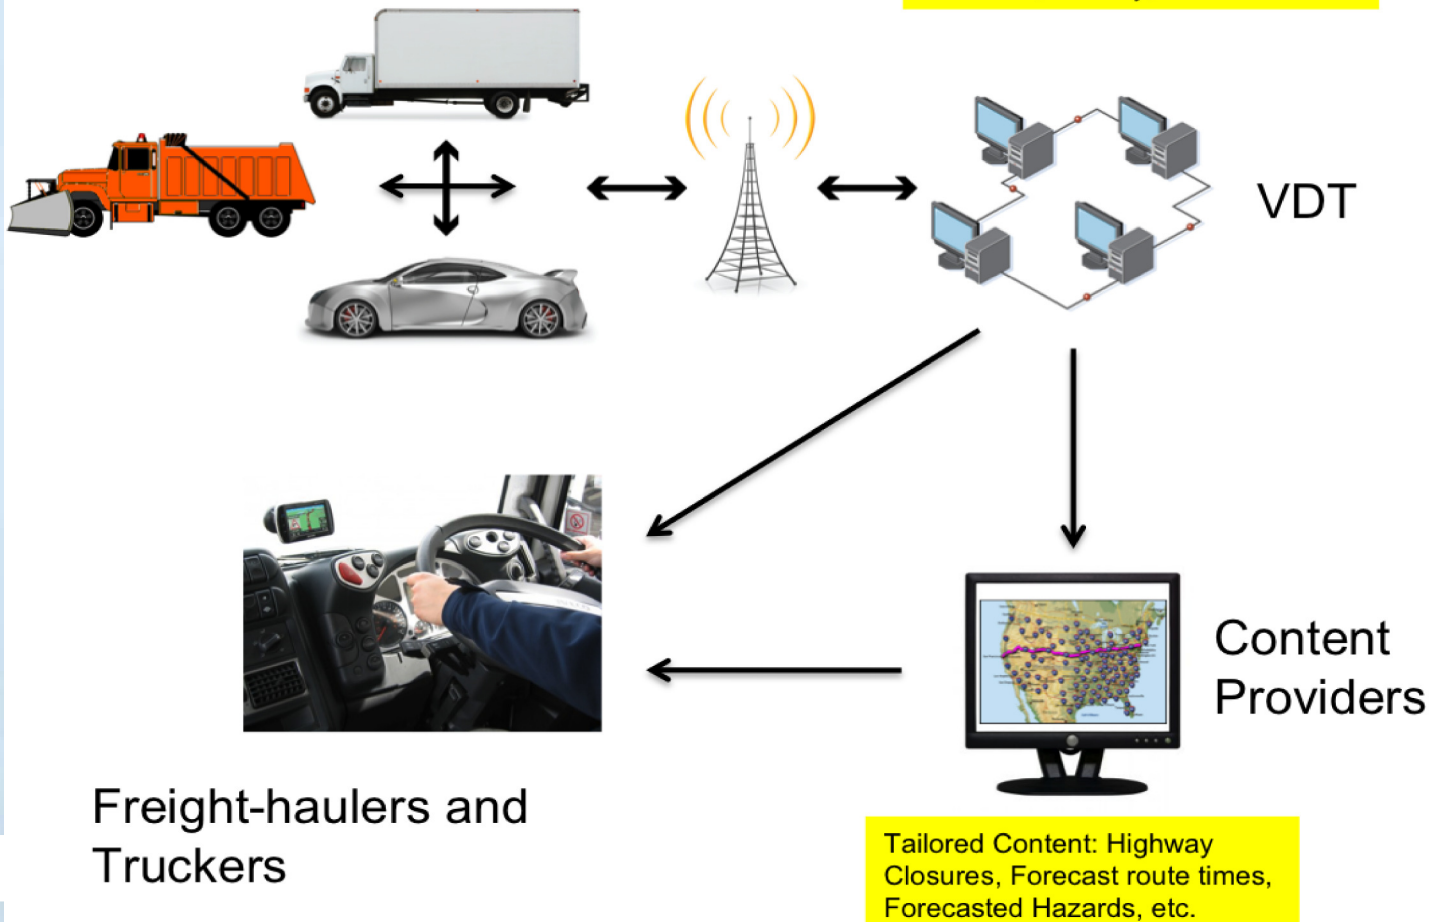 VDT
Content
Providers
Freight-haulers and
Truckers
Tailored Content: Highway
Closures, Forecast route times,
Forecasted Hazards, etc.